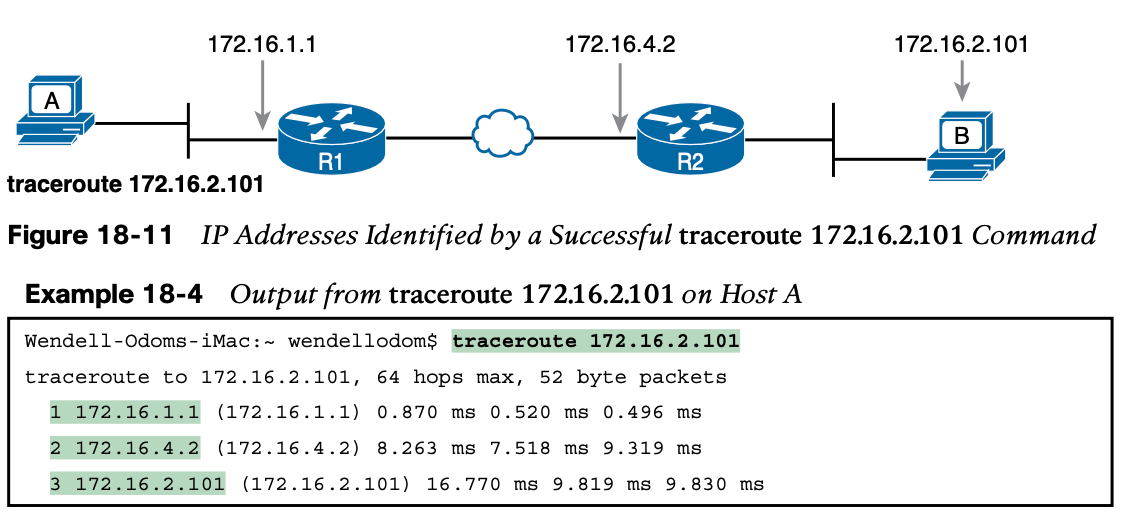 172.16.1.1 172.16.4.2 172.16.2.101
A
B
R1 R2
traceroute 172.16.2.101
Figure 18-11 IP Addresses Identified by a Successful traceroute 172.16.2.101 Command
Example 18-4 Output from traceroute 172.16.2.101 on Host A
Wendell-Odoms-iMac:~ wendellodom$ traceroute 172.16.2.101
traceroute to 172.16.2.101, 64 hops max, 52 byte packets
1 172.16.1.1 (172.16.1.1) 0.870 ms 0.520 ms 0.496 ms
2 172.16.4.2 (172.16.4.2) 8.263 ms 7.518 ms 9.319 ms
3 172.16.2.101 (172.16.2.101) 16.770 ms 9.819 ms 9.830 ms